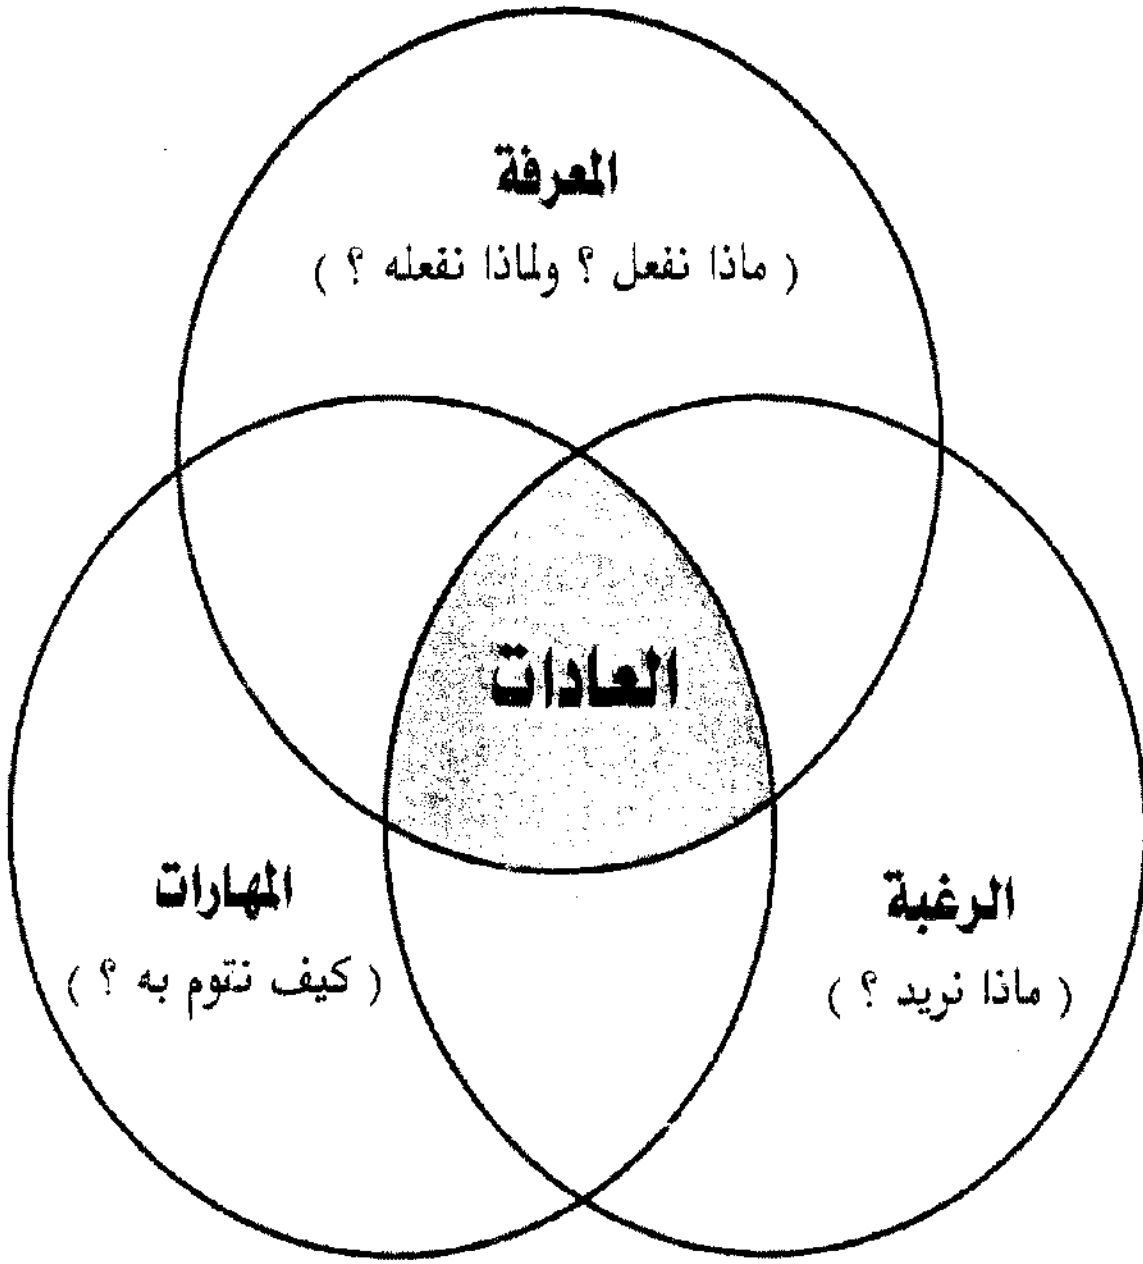 المعرفة
( ماذا نفعل ؟ ولماذا نفعله ؟ )
العادات
المهارات
( كيف نقوم به ؟ )
الرغبة
( ماذا نريد ؟ )